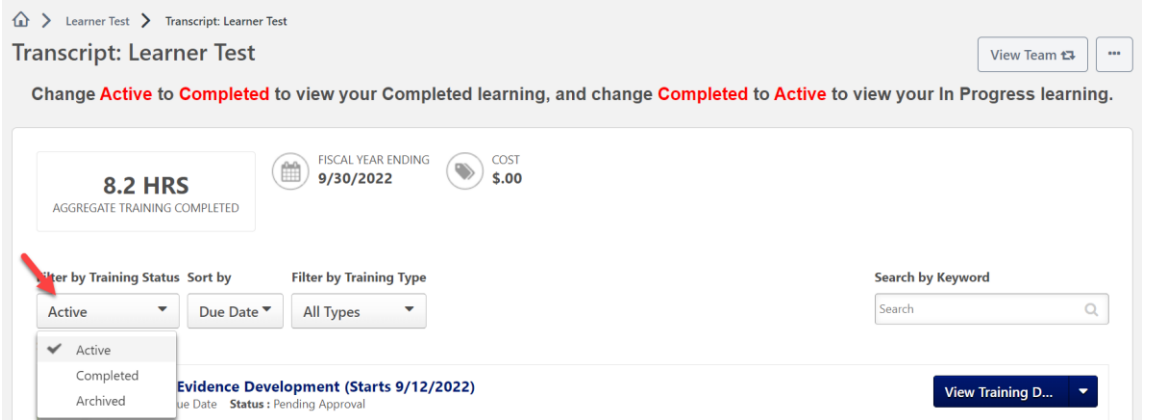 Learner Test Transcript: Learner Test
Transcript: Learner Test
View Team
Change Active to Completed to view your Completed learning, and change Completed to Active to view your In Progress learning.
8.2 HRS
AGGREGATE TRAINING COMPLETED
FISCAL YEAR ENDING
9/30/2022
COST
$.00
Filter by Training Status Sort by Filter by Training Type Search by Keyword
Active Due Date All Types Search
Active
Completed
Archived
Evidence Development (Starts 9/12/2022)
ue Date Status : Pending Approval
View Training D...